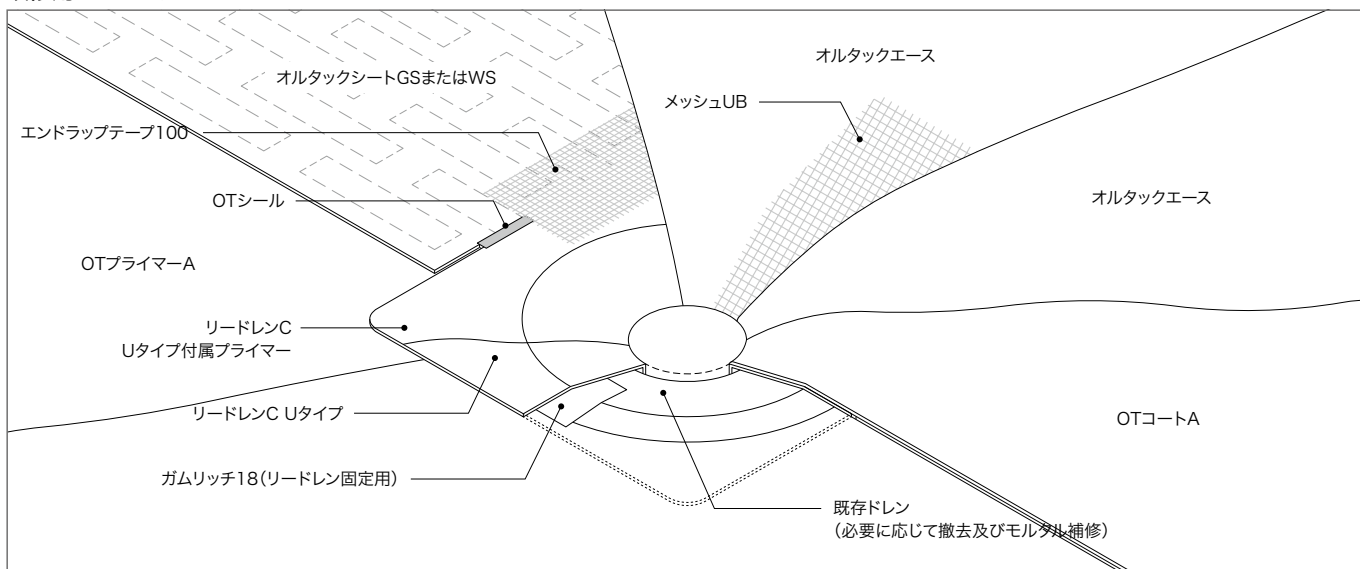 オルタックエース
オルタックシートGSまたはWS
メッシュUB
エンドラップテープ100
OTシール
オルタックエース
OTプライマーA
リードレンC
Uタイプ付属プライマー
リードレンC Uタイプ
OTコートA
ガムリッチ18(リードレン固定用)
既存ドレン
(必要に応じて撤去及びモルタル補修)